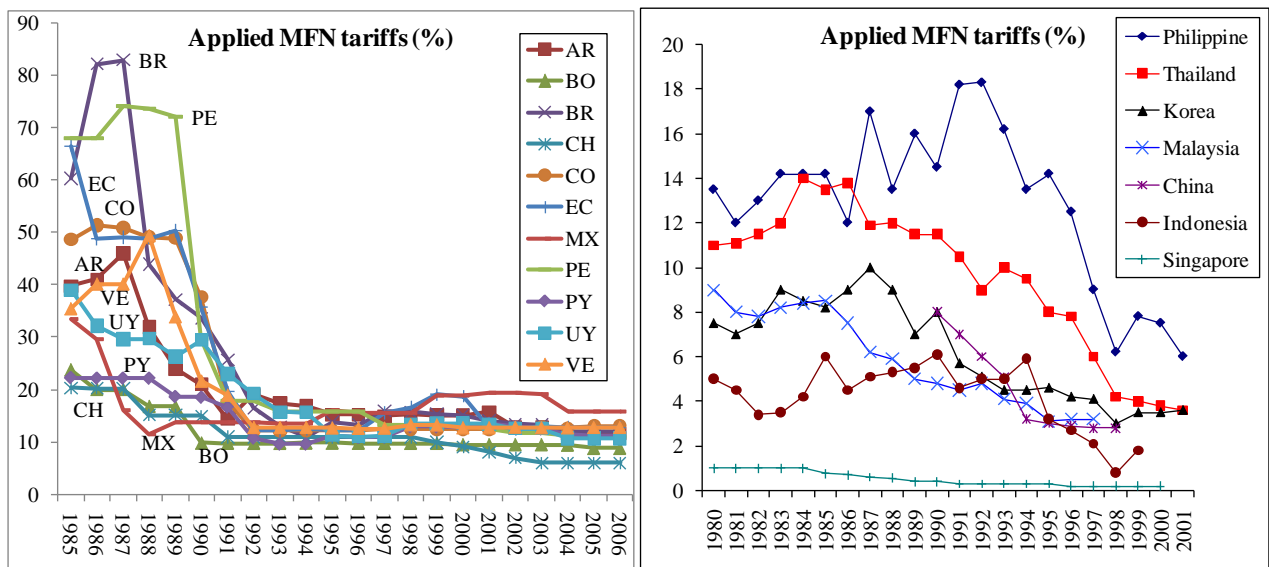 Applied MFN tariffs (%)
90
80
70
60
50
40
30
20
10
0
BR
PE
EC
CO
AR
VE
UY
PY
CH
MX
BO
AR
BO
BR
CH
CO
EC
MX
PE
PY
UY
VE
1985
1986
1987
1988
1989
1990
1991
1992
1993
1994
1995
1996
1997
1998
1999
2000
2001
2002
2003
2004
2005
2006
Applied MFN tariffs (%)
20
18
16
14
12
10
8
6
4
2
0
Philippine
Thailand
Korea
Malaysia
China
Indonesia
Singapore
1980
1981
1982
1983
1984
1985
1986
1987
1988
1989
1990
1991
1992
1993
1994
1995
1996
1997
1998
1999
2000
2001